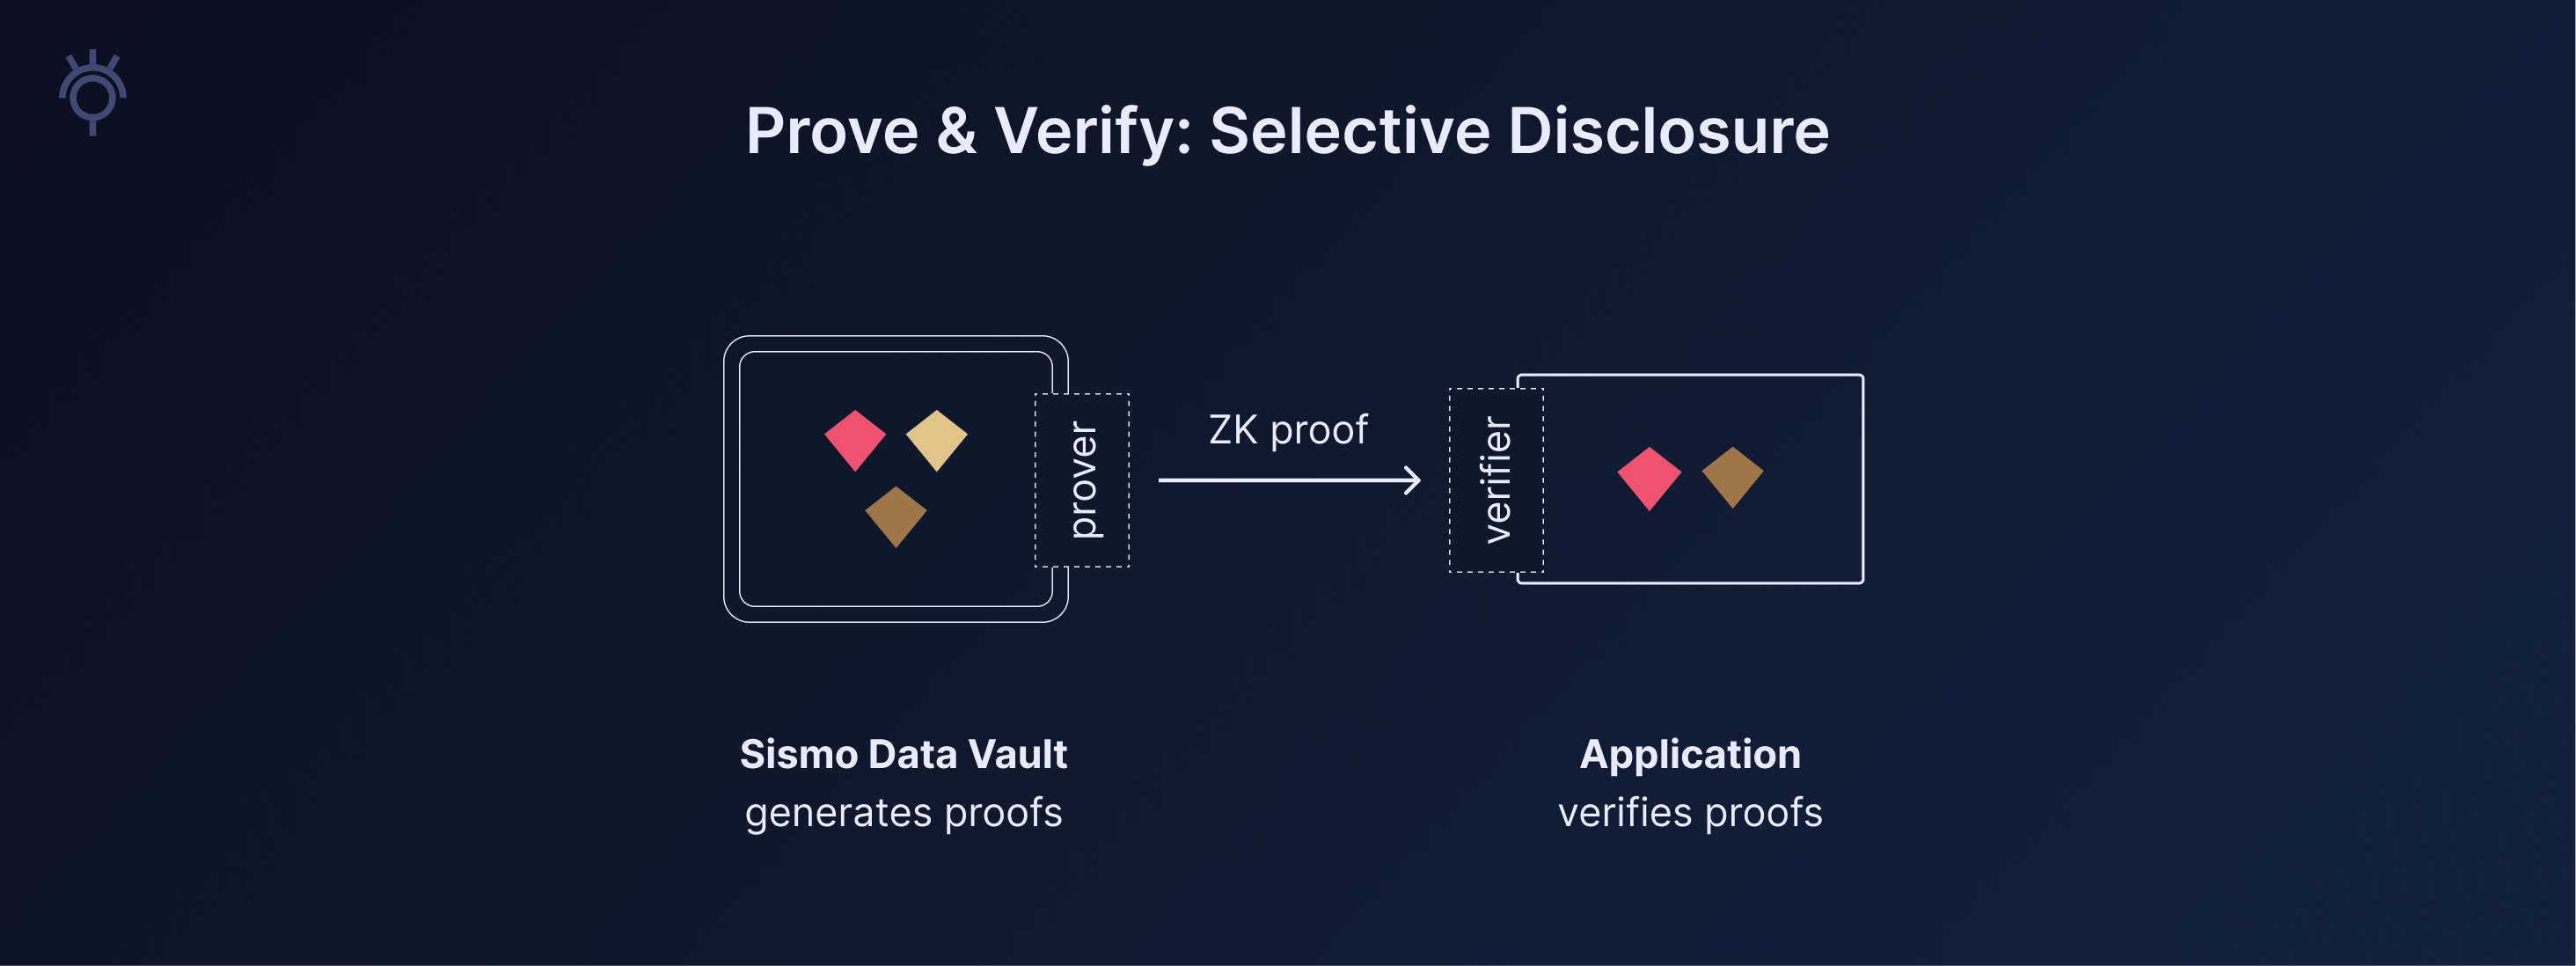 Prove & Verify: Selective Disclosure
prover
ZK proof
verifier
Sismo Data Vault
generates proofs
Application
verifies proofs